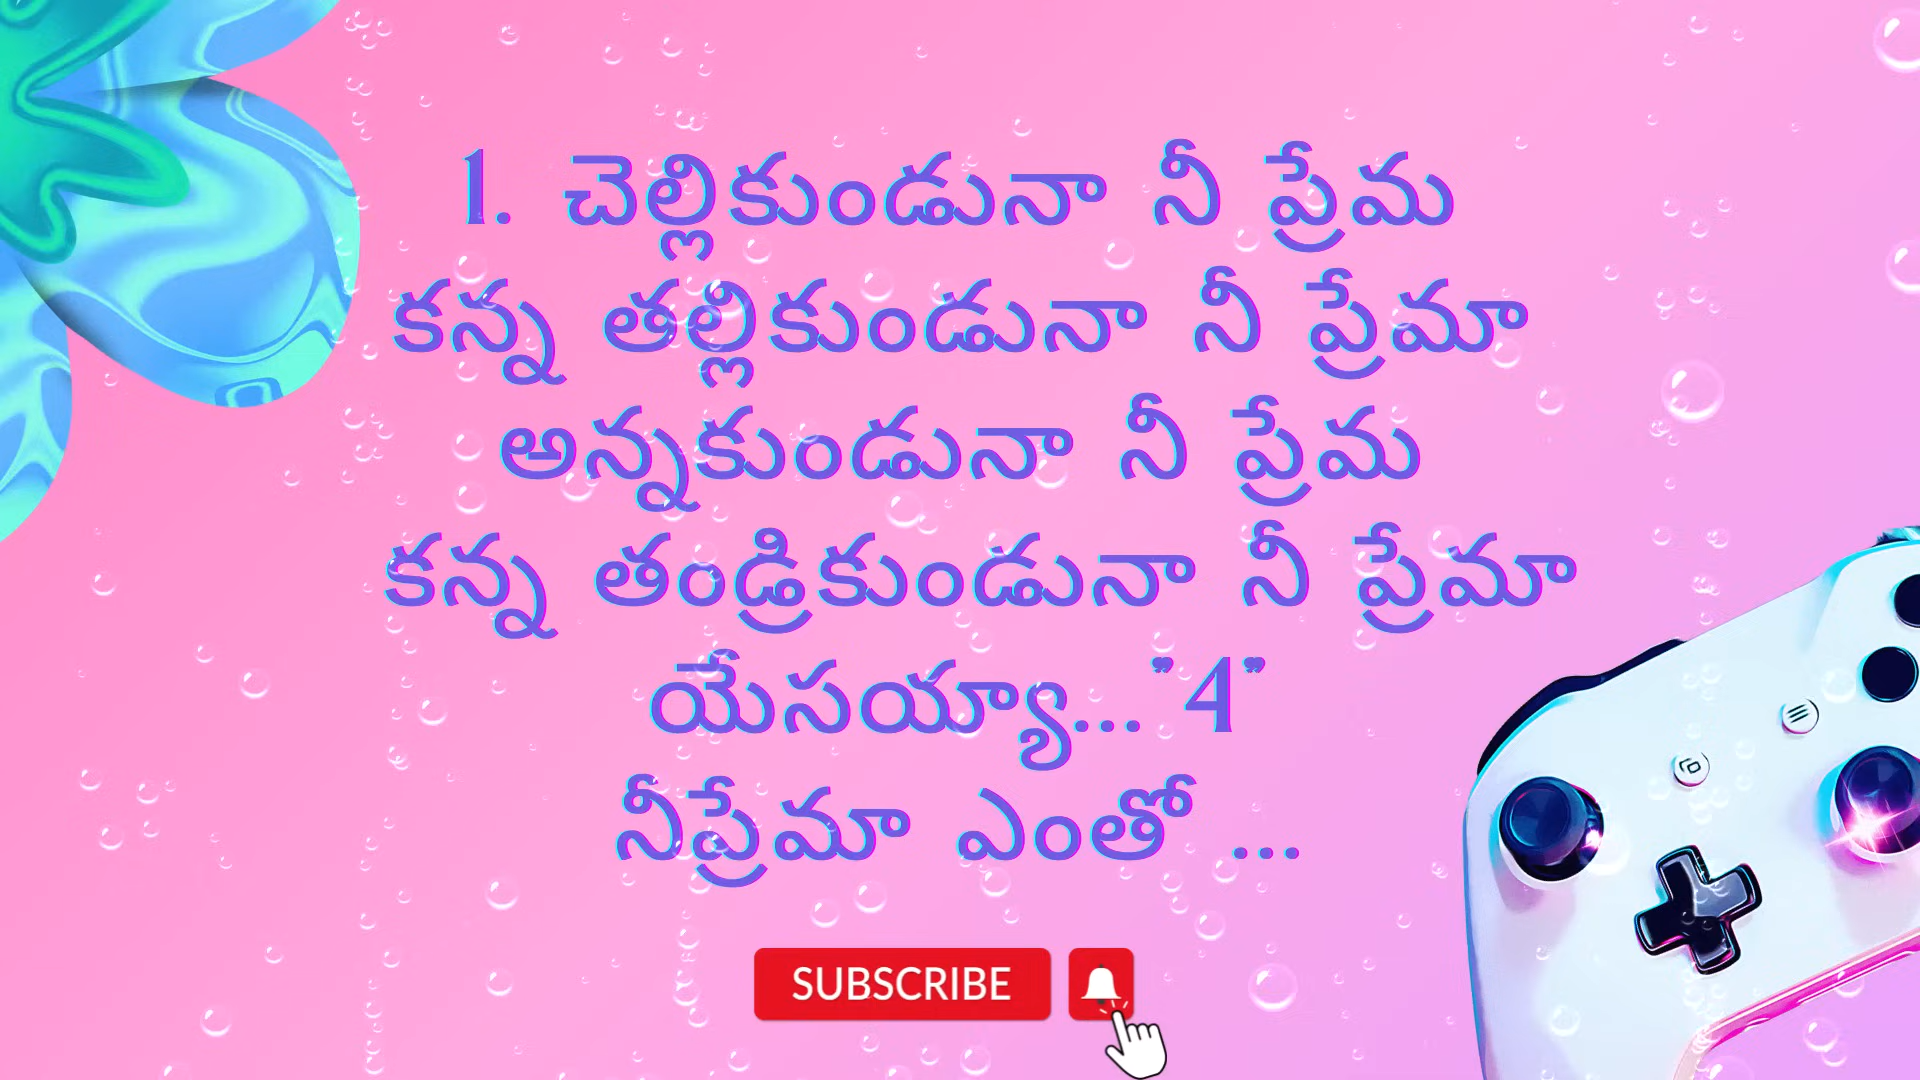 1. చెల్లికుండునా నీ ప్రేమ
కన్న తల్లికుండునా నీ ప్రేమా
అన్నకుండునా నీ ప్రేమ
కన్న తండ్రికుండునా నీ ప్రేమా
యేసయ్యా... "4"
నీప్రేమా ఎంతో ...
SUBSCRIBE